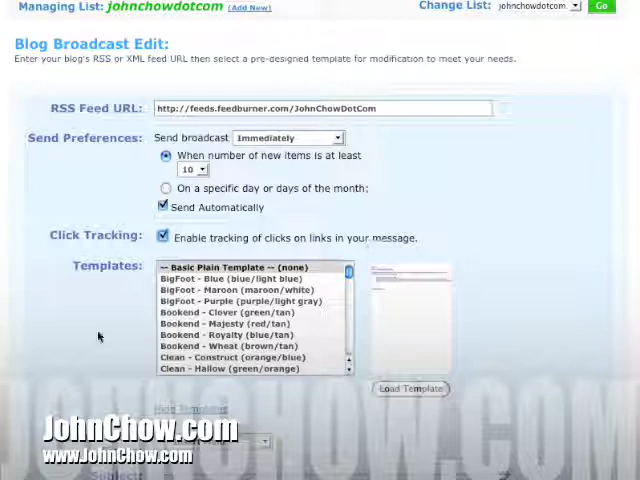 Managing List: johnchowdotcom (Add New) Change List: johnchowdotcom Go
Blog Broadcast Edit:
Enter your blog's RSS or XML feed URL then select a pre-designed template for modification to meet your needs.
RSS Feed URL: http://feeds.feedburner.com/JohnChowDotCom
Send Preferences: Send broadcast Immediately
When number of new items is at least
10
On a specific day or days of the month:
Send Automatically
Click Tracking: Enable tracking of clicks on links in your message.
Templates: -- Basic Plain Template -- (none)
BigFoot - Blue (blue/light blue)
BigFoot - Maroon (maroon/white)
BigFoot - Purple (purple/light gray)
Bookend - Clover (green/tan)
Bookend - Majesty (red/tan)
Bookend - Royalty (blue/tan)
Bookend - Wheat (brown/tan)
Clean - Construct (orange/blue)
Clean - Hallow (green/orange)
Load Template
Hide Templates
JOHNCHOW.COM
JohnChow.com
www.JohnChow.com
Subject: